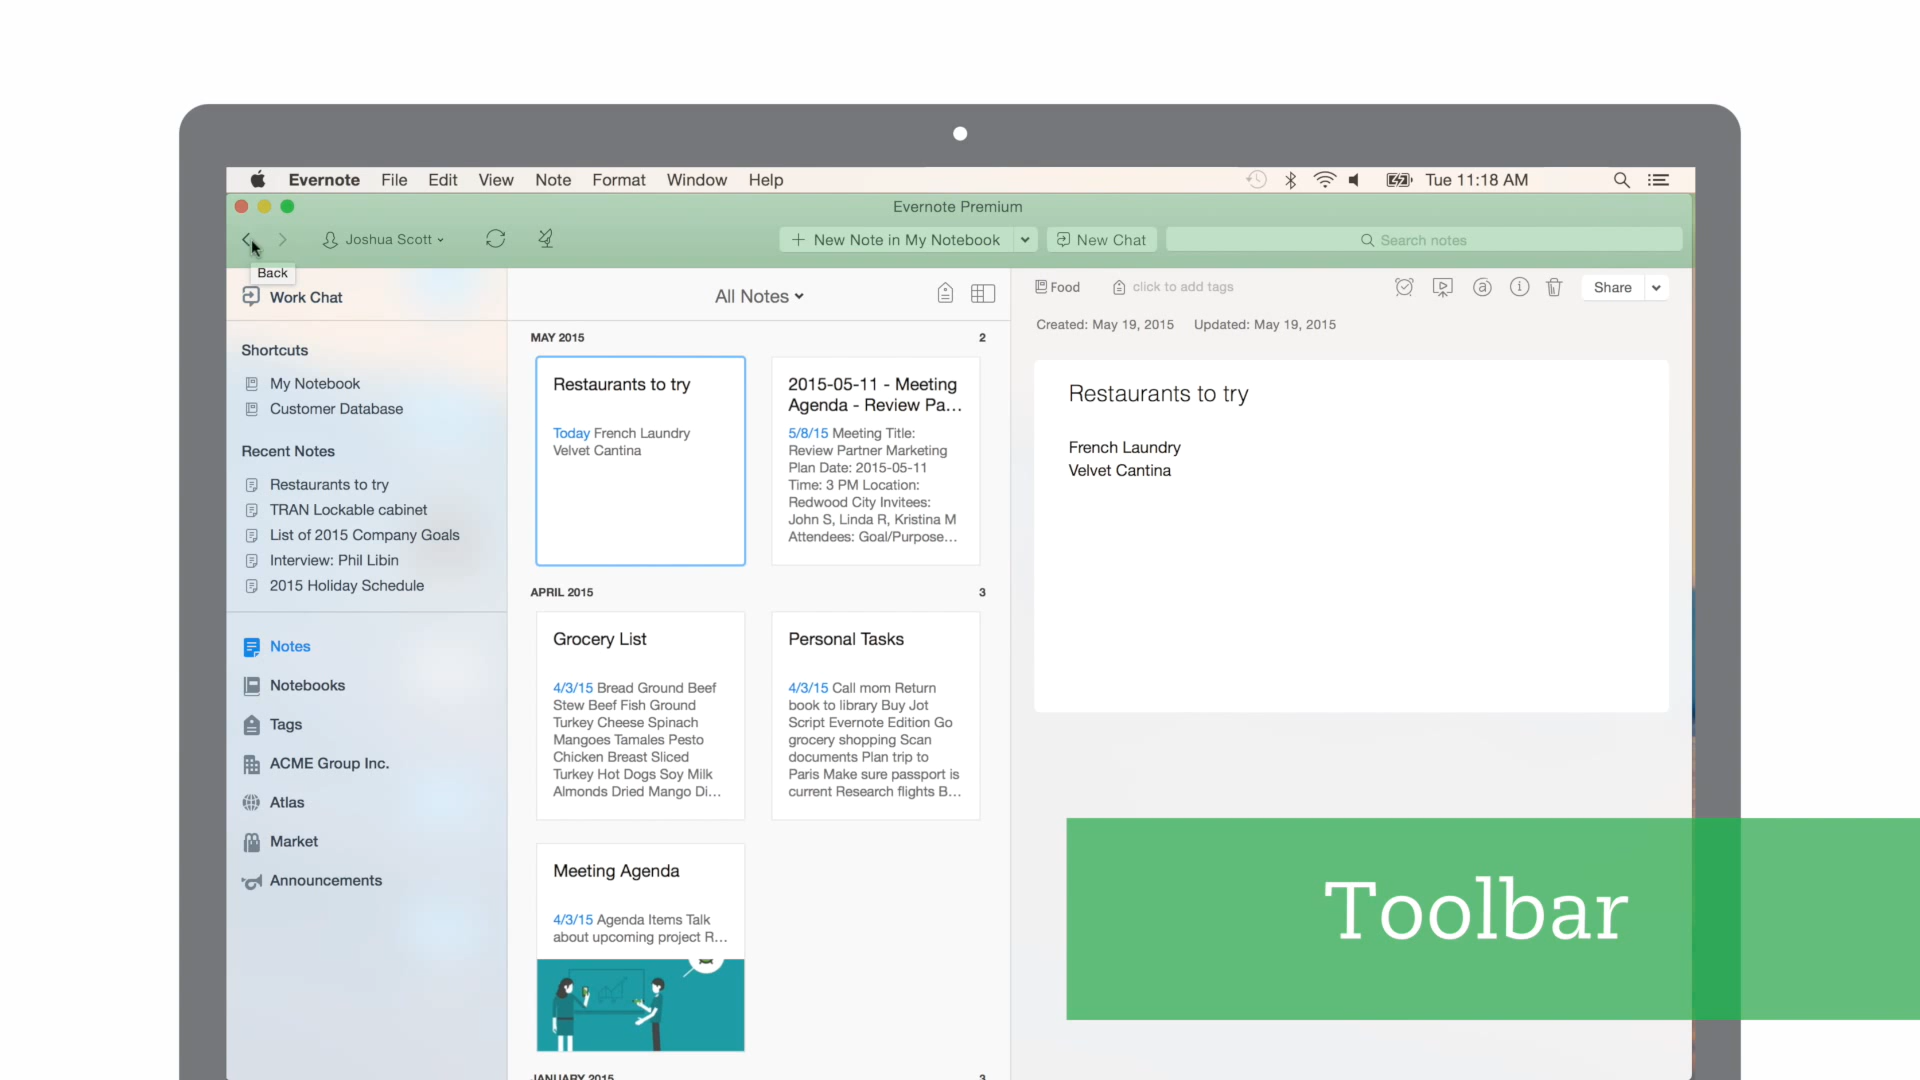 Evernote File Edit View Note Format Window Help Tue 11:18 AM
Evernote Premium
Joshua Scott
New Note in My Notebook
New Chat
Search notes
Back
Work Chat
Shortcuts
My Notebook
Customer Database
Recent Notes
Restaurants to try
TRAN Lockable cabinet
List of 2015 Company Goals
Interview: Phil Libin
2015 Holiday Schedule
Notes
Notebooks
Tags
ACME Group Inc.
Atlas
Market
Announcements
All Notes
MAY 2015 2
Restaurants to try
Today French Laundry
Velvet Cantina
2015-05-11 - Meeting
Agenda - Review Pa...
5/8/15 Meeting Title:
Review Partner Marketing
Plan Date: 2015-05-11
Time: 3 PM Location:
Redwood City Invitees:
John S, Linda R, Kristina M
Attendees: Goal/Purpose...
APRIL 2015 3
Grocery List
4/3/15 Bread Ground Beef
Stew Beef Fish Ground
Turkey Cheese Spinach
Mangoes Tamales Pesto
Chicken Breast Sliced
Turkey Hot Dogs Soy Milk
Almonds Dried Mango Di...
Personal Tasks
4/3/15 Call mom Return
book to library Buy Jot
Script Evernote Edition Go
grocery shopping Scan
documents Plan trip to
Paris Make sure passport is
current Research flights B...
Meeting Agenda
4/3/15 Agenda Items Talk
about upcoming project R...
JANUARY 2015 3
Food
click to add tags
Share
Created: May 19, 2015 Updated: May 19, 2015
Restaurants to try
French Laundry
Velvet Cantina
Toolbar